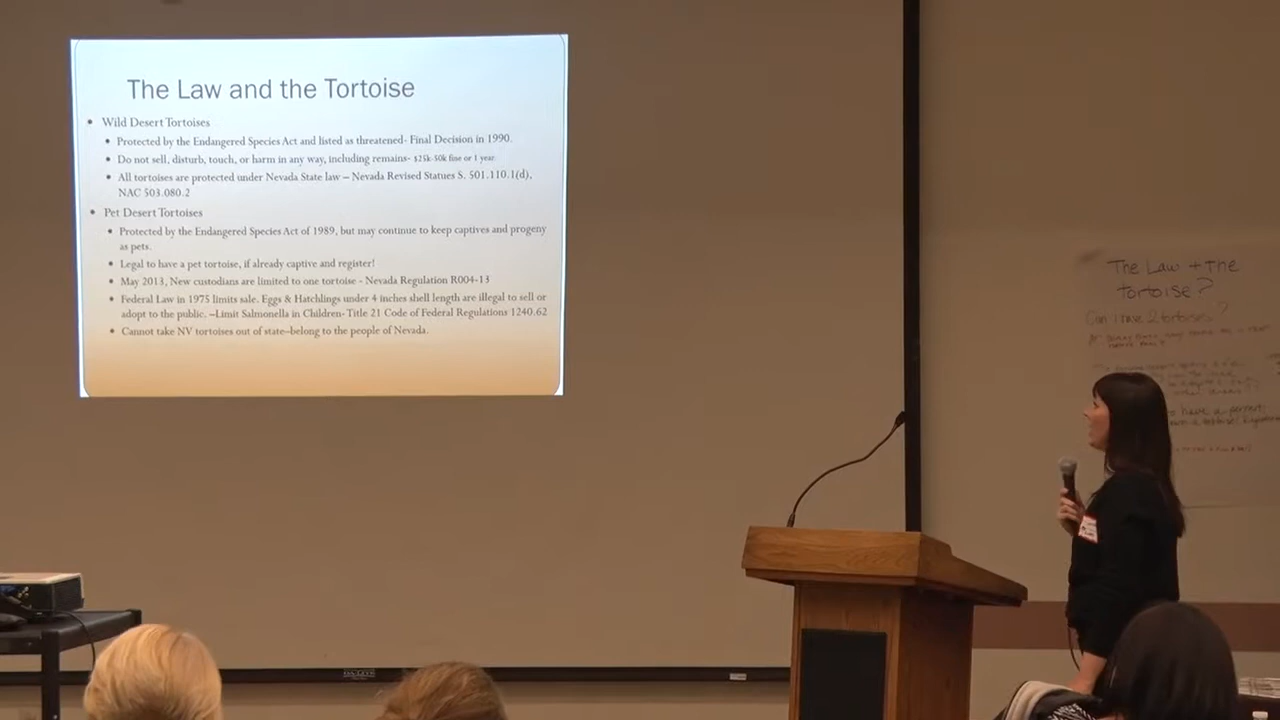 The Law and the Tortoise
• Wild Desert Tortoises
• Protected by the Endangered Species Act and listed as threatened- Final Decision in 1990.
• Do not sell, disturb, touch, or harm in any way, including remains- $25k-50k fine or 1 year
• All tortoises are protected under Nevada State law – Nevada Revised Statues S. 501.110.1(d),
NAC 503.080.2
• Pet Desert Tortoises
• Protected by the Endangered Species Act of 1989, but may continue to keep captives and progeny
as pets.
• Legal to have a pet tortoise, if already captive and register!
• May 2013, New custodians are limited to one tortoise - Nevada Regulation R004-13
• Federal Law in 1975 limits sale. Eggs & Hatchlings under 4 inches shell length are illegal to sell or
adopt to the public. –Limit Salmonella in Children- Title 21 Code of Federal Regulations 1240.62
• Cannot take NV tortoises out of state–belong to the people of Nevada.
The Law + the
Tortoise?
Can I have 2 tortoises?
have a permit